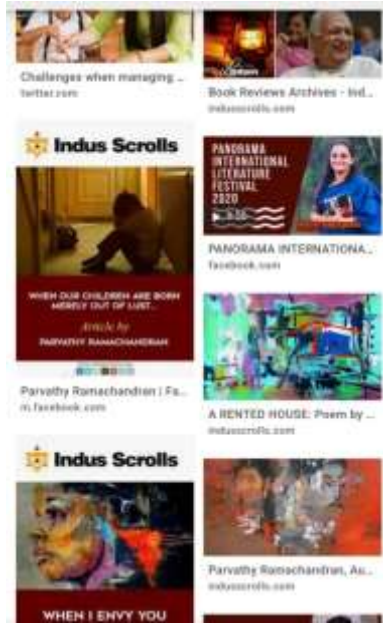 Challenges when managing ...
twitter.com
Indus Scrolls
WHEN OUR CHILDREN ARE BORN
MERELY OUT OF LUST...
Article by
PARVATHY RAMACHANDRAN
Parvathy Ramachandran | Fa...
m.facebook.com
Indus Scrolls
WHEN I ENVY YOU
Book Reviews Archives - Ind...
indusscrolls.com
PANORAMA
INTERNATIONAL
LITERATURE
FESTIVAL
2020
PANORAMA INTERNATIONA...
facebook.com
A RENTED HOUSE: Poem by ...
indusscrolls.com
Parvathy Ramachandran, Au...
indusscrolls.com